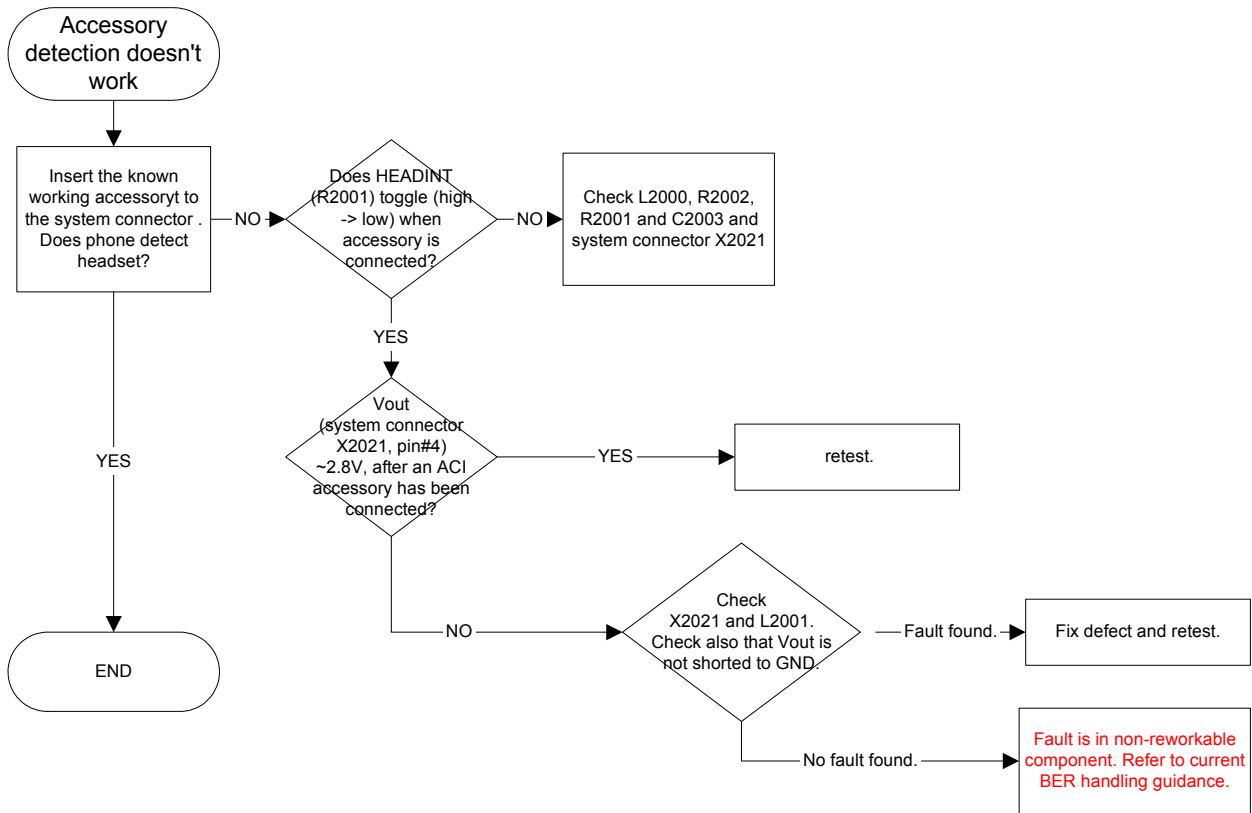 Accessory
detection doesn't
work
Insert the known
working accessoryt to
the system connector .
Does phone detect
headset?
NO
Does HEADINT
(R2001) toggle (high
-> low) when
accessory is
connected?
NO
Check L2000, R2002,
R2001 and C2003 and
system connector X2021
YES
YES
Vout
(system connector
X2021, pin#4)
~2.8V, after an ACI
accessory has been
connected?
YES
retest.
NO
Check
X2021 and L2001.
Check also that Vout is
not shorted to GND.
Fault found.
Fix defect and retest.
END
No fault found.
Fault is in non-reworkable
component. Refer to current
BER handling guidance.